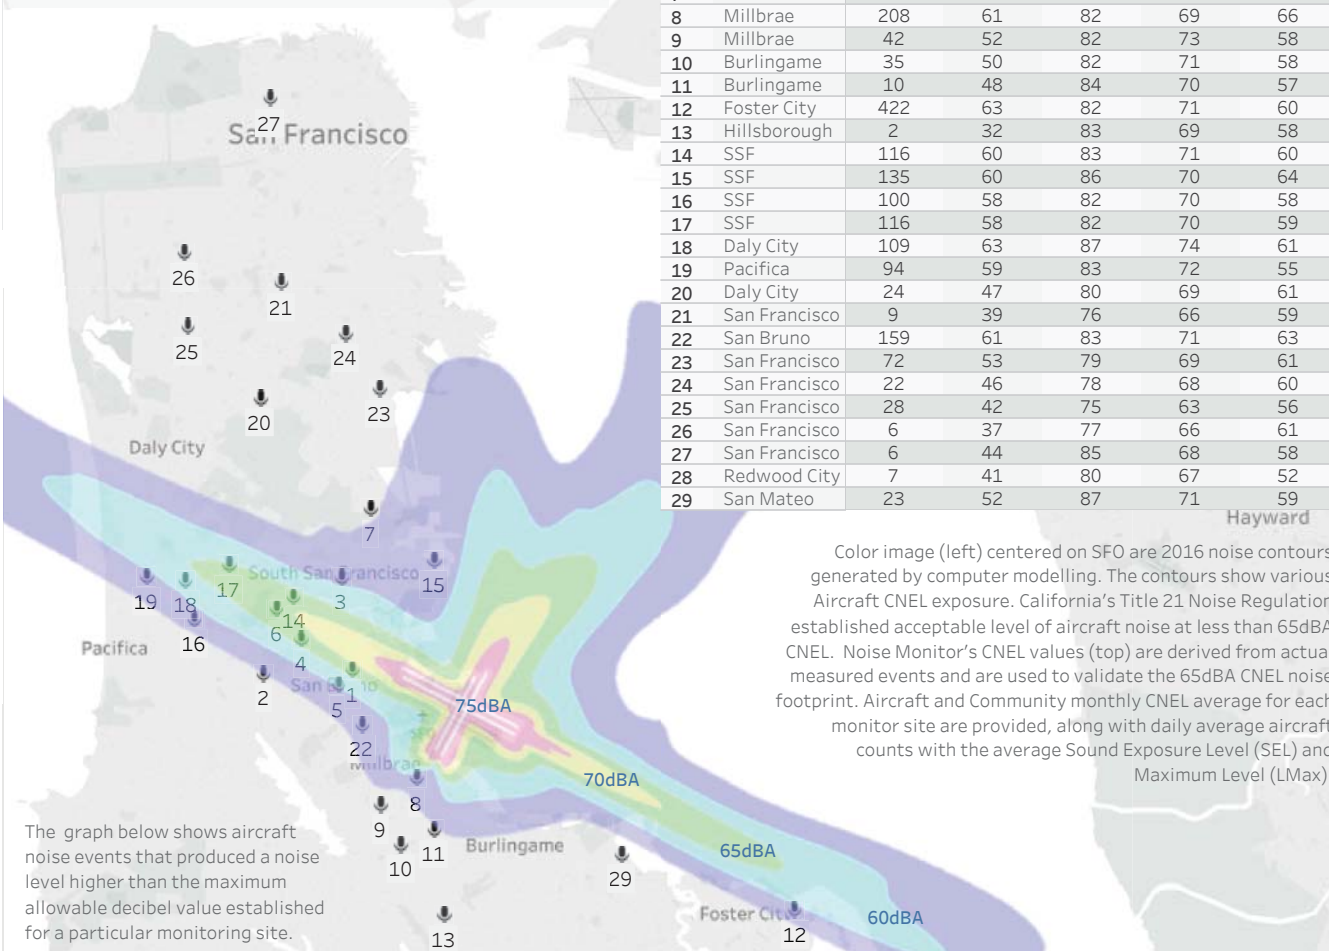 8 Millbrae 208 61 82 69 66
9 Millbrae 42 52 82 73 58
10 Burlingame 35 50 82 71 58
11 Burlingame 10 48 84 70 57
12 Foster City 422 63 82 71 60
13 Hillsborough 2 32 83 69 58
14 SSF 116 60 83 71 60
15 SSF 135 60 86 70 64
16 SSF 100 58 82 70 58
17 SSF 116 58 82 70 59
18 Daly City 109 63 87 74 61
19 Pacifica 94 59 83 72 55
20 Daly City 24 47 80 69 61
21 San Francisco 9 39 76 66 59
22 San Bruno 159 61 83 71 63
23 San Francisco 72 53 79 69 61
24 San Francisco 22 46 78 68 60
25 San Francisco 28 42 75 63 56
26 San Francisco 6 37 77 66 61
27 San Francisco 6 44 85 68 58
28 Redwood City 7 41 80 67 52
29 San Mateo 23 52 87 71 59
27
San Francisco
26
21
25
24
20
23
Daly City
7
South San Francisco
15
17
19
18
3
14
6
16
Pacifica
4
2
1
5
75dBA
22
Millbrae
70dBA
8
9
11
10
Burlingame
65dBA
29
Foster City
60dBA
12
13
Hayward
Color image (left) centered on SFO are 2016 noise contours
generated by computer modelling. The contours show various
Aircraft CNEL exposure. California's Title 21 Noise Regulation
established acceptable level of aircraft noise at less than 65dBA
CNEL. Noise Monitor's CNEL values (top) are derived from actual
measured events and are used to validate the 65dBA CNEL noise
footprint. Aircraft and Community monthly CNEL average for each
monitor site are provided, along with daily average aircraft
counts with the average Sound Exposure Level (SEL) and
Maximum Level (LMax)
The graph below shows aircraft
noise events that produced a noise
level higher than the maximum
allowable decibel value established
for a particular monitoring site.